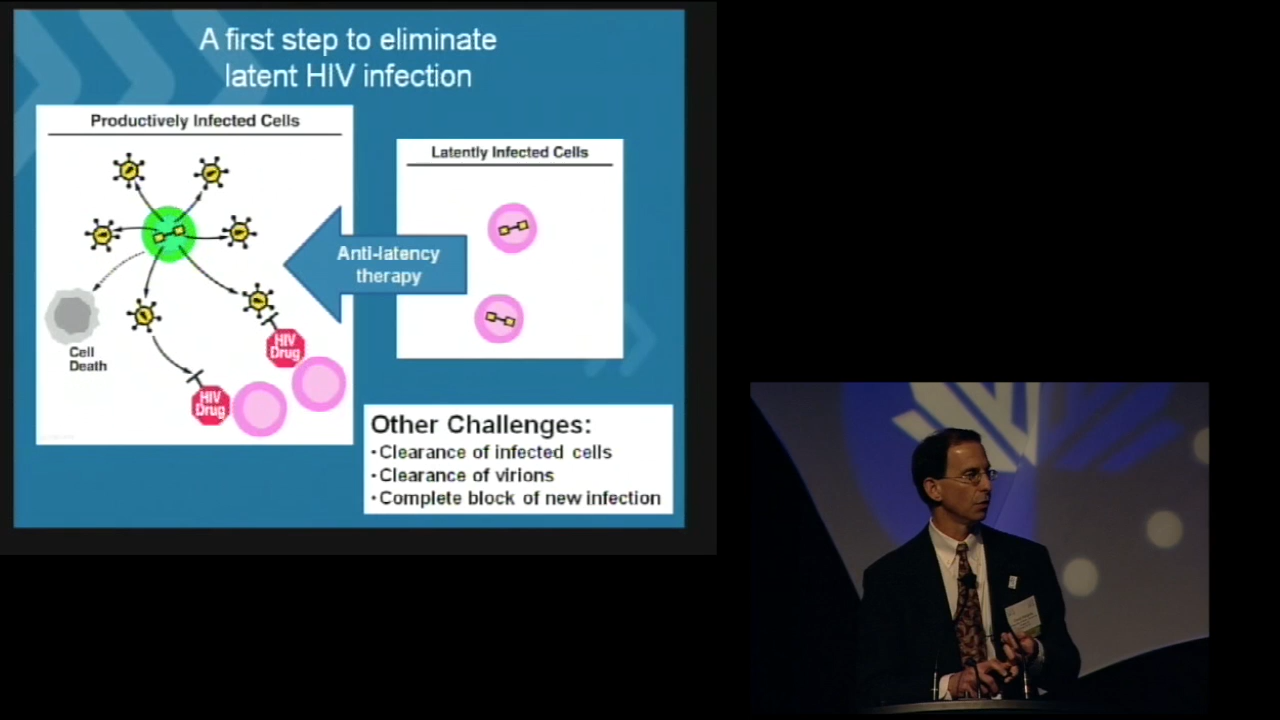 A first step to eliminate
latent HIV infection
Productively Infected Cells
Latently Infected Cells
Anti-latency
therapy
HIV
Drug
HIV
Drug
Cell
Death
Other Challenges:
•Clearance of infected cells
•Clearance of virions
•Complete block of new infection